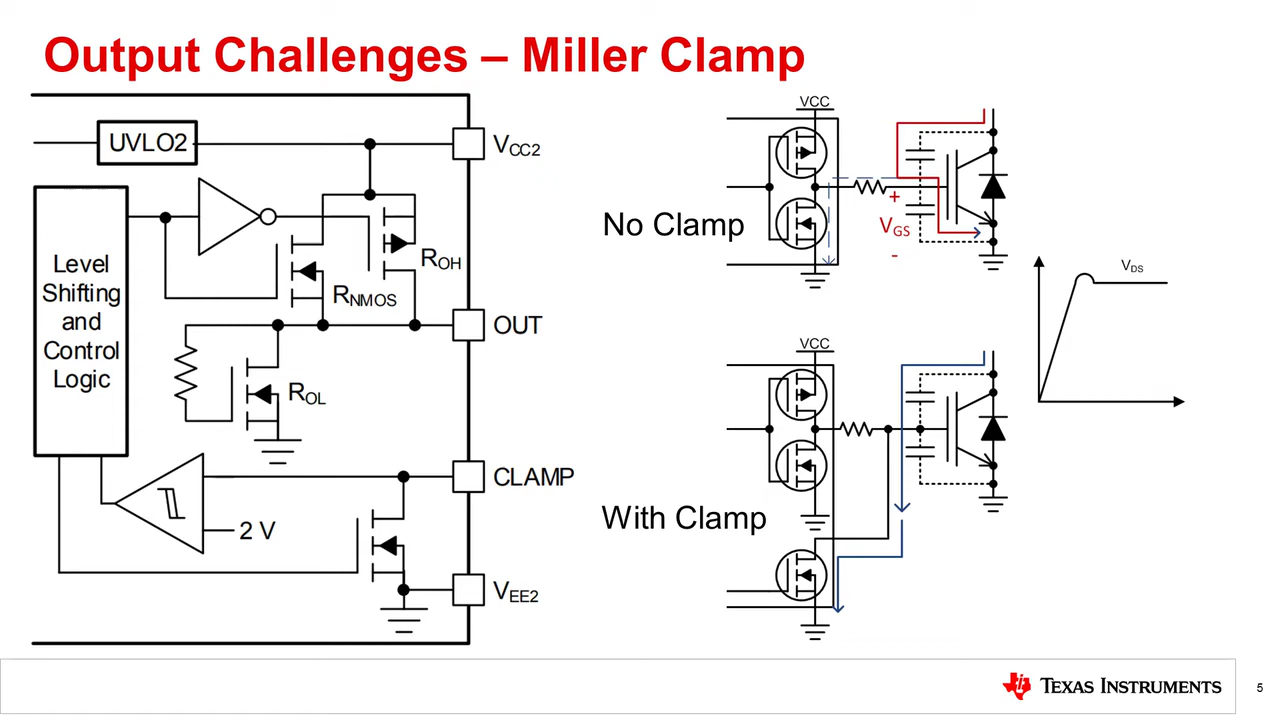 Output Challenges – Miller Clamp
UVLO2
VCC2
Level
Shifting
and
Control
Logic
ROH
RNMOS
OUT
ROL
CLAMP
2 V
VEE2
VCC
No Clamp
+
VGS
-
VDS
VCC
With Clamp
TEXAS INSTRUMENTS
5